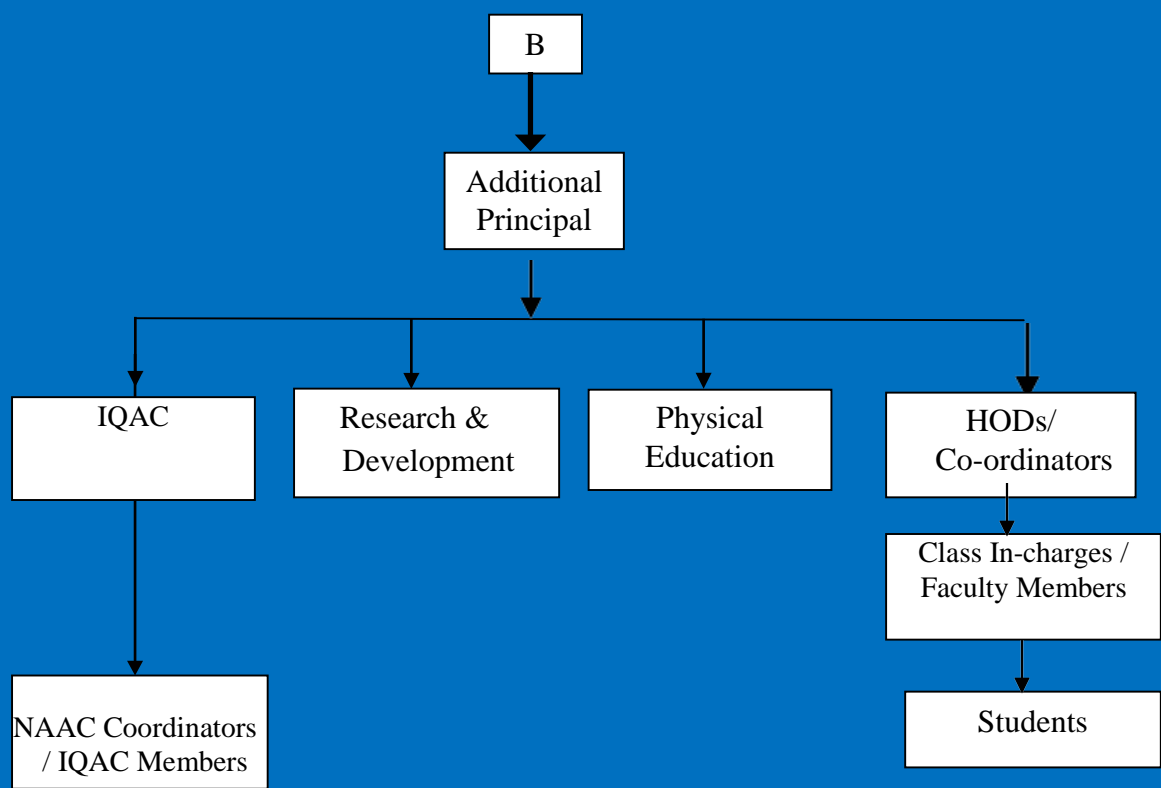 B
Additional
Principal
IQAC
Research &
Development
Physical
Education
HODs/
Co-ordinators
Class In-charges /
Faculty Members
NAAC Coordinators
/ IQAC Members
Students